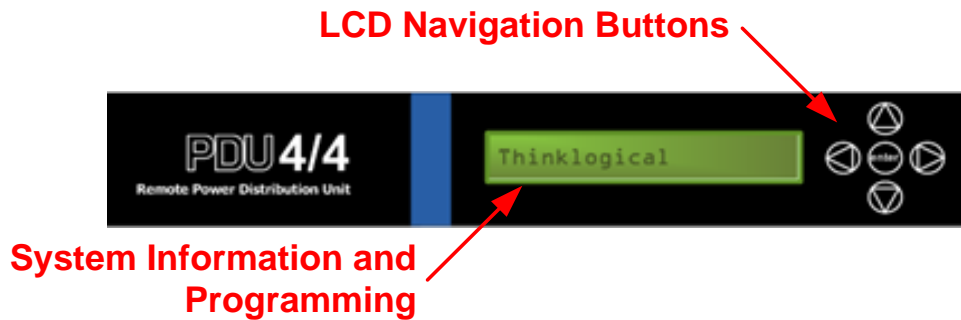 LCD Navigation Buttons
PDU 4/4
Remote Power Distribution Unit
Thinklogical
enter
System Information and
Programming